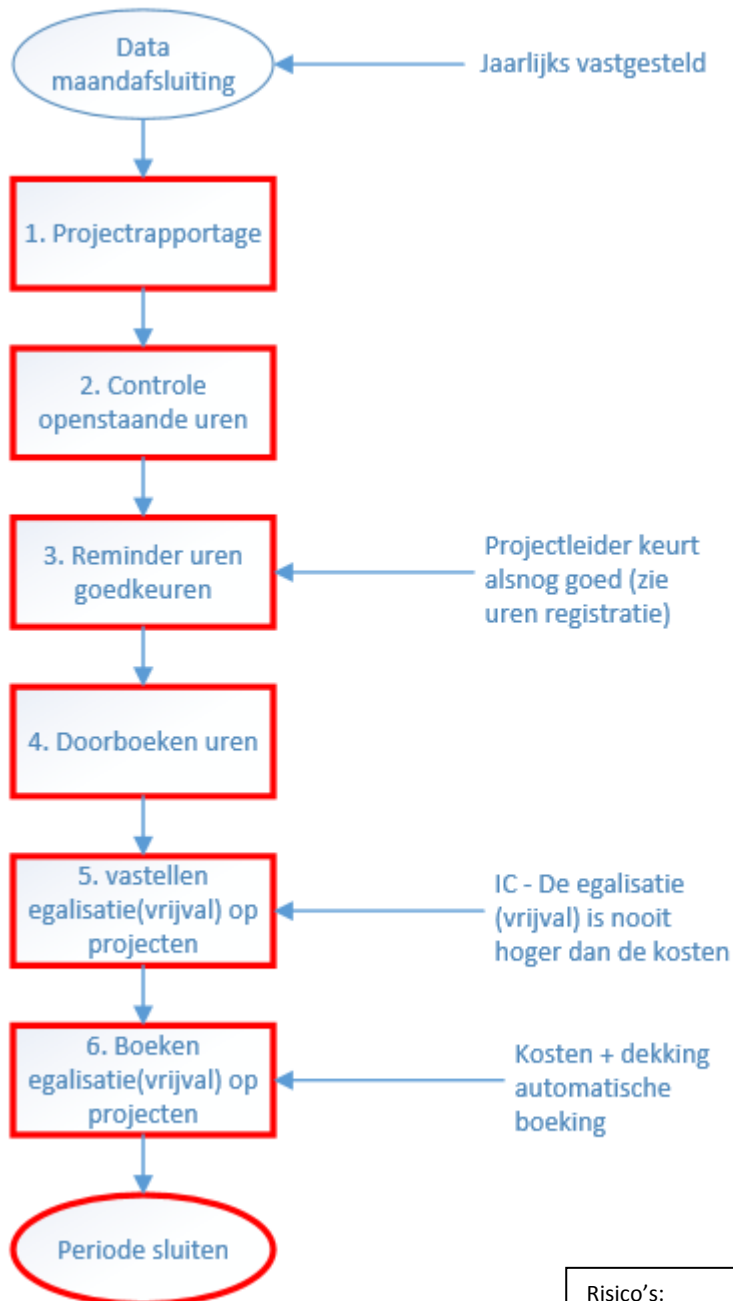 Data
maandafsluiting
Jaarlijks vastgesteld
1. Projectrapportage
2. Controle
openstaande uren
3. Reminder uren
goedkeuren
Projectleider keurt
alsnog goed (zie
uren registratie)
4. Doorboeken uren
5. vastellen
egalisatie(vrijval) op
projecten
IC - De egalisatie
(vrijval) is nooit
hoger dan de kosten
6. Boeken
egalisatie(vrijval) op
projecten
Kosten + dekking
automatische
boeking
Periode sluiten
Risico's: